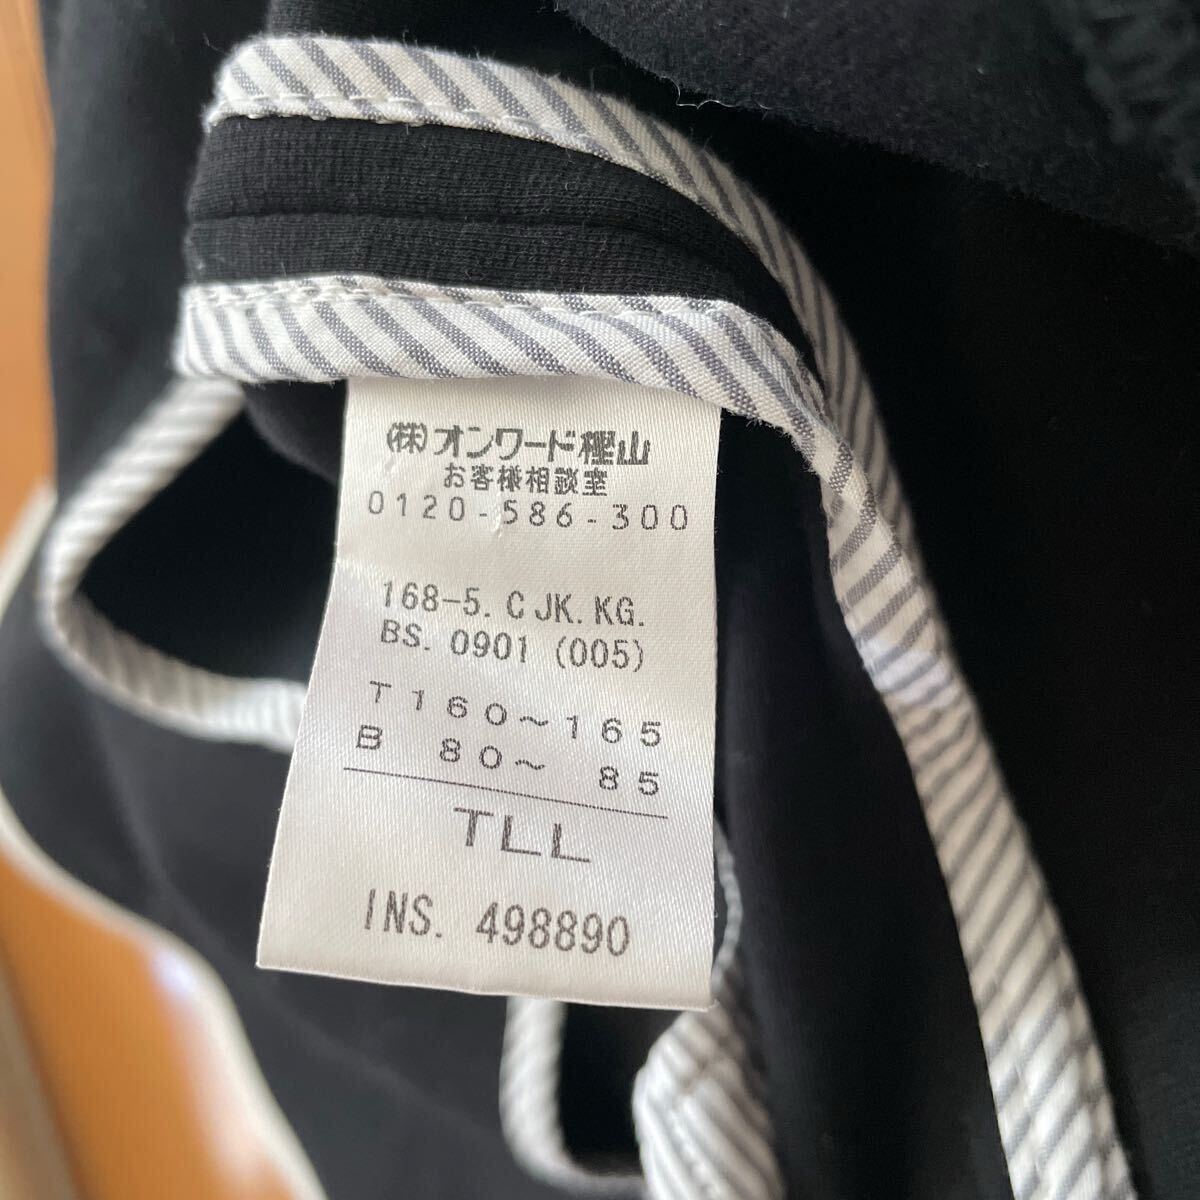 (株)オンワード樫山
お客様相談室
0120-586-300
168-5. C JK. KG.
BS. 0901 (005)
T 160～165
B 80～ 85
TLL
INS. 498890